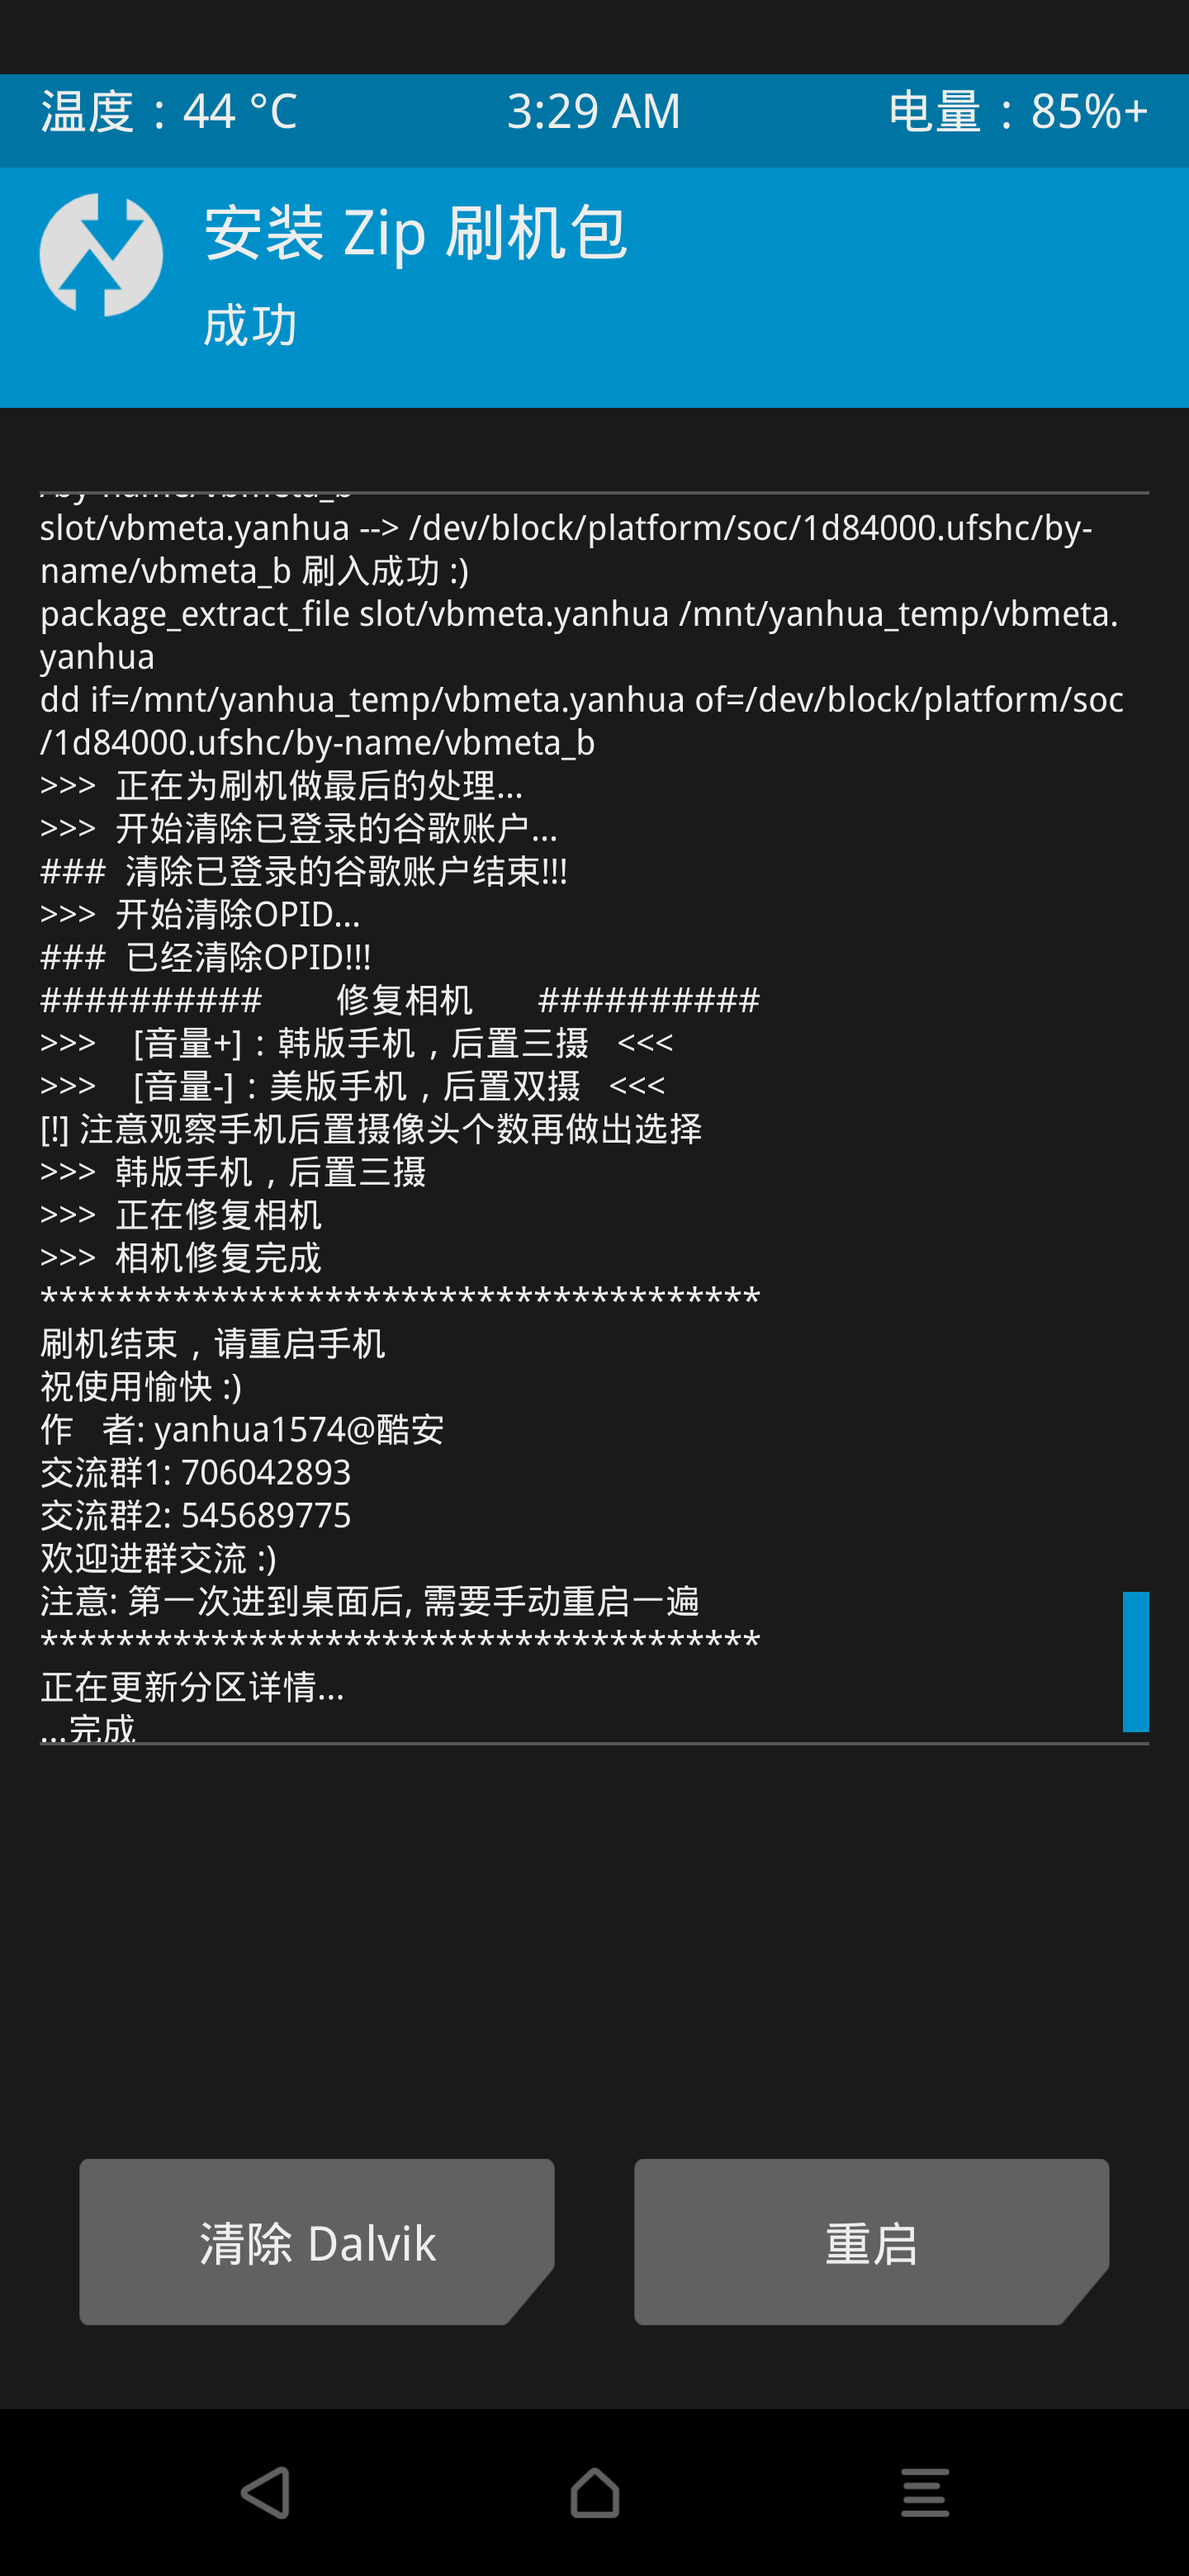 温度：44 °C 3:29 AM 电量：85%+
安装 Zip 刷机包
成功
/by-name/vbmeta_b
slot/vbmeta.yanhua --> /dev/block/platform/soc/1d84000.ufshc/by-
name/vbmeta_b 刷入成功 :)
package_extract_file slot/vbmeta.yanhua /mnt/yanhua_temp/vbmeta.
yanhua
dd if=/mnt/yanhua_temp/vbmeta.yanhua of=/dev/block/platform/soc
/1d84000.ufshc/by-name/vbmeta_b
>>> 正在为刷机做最后的处理...
>>> 开始清除已登录的谷歌账户...
### 清除已登录的谷歌账户结束!!!
>>> 开始清除OPID...
### 已经清除OPID!!!
########## 修复相机 ##########
>>> [音量+]：韩版手机，后置三摄 <<<
>>> [音量-]：美版手机，后置双摄 <<<
[!] 注意观察手机后置摄像头个数再做出选择
>>> 韩版手机，后置三摄
>>> 正在修复相机
>>> 相机修复完成
***************************************
刷机结束，请重启手机
祝使用愉快 :)
作 者: yanhua1574@酷安
交流群1: 706042893
交流群2: 545689775
欢迎进群交流 :)
注意: 第一次进到桌面后, 需要手动重启一遍
***************************************
正在更新分区详情...
...完成
清除 Dalvik
重启